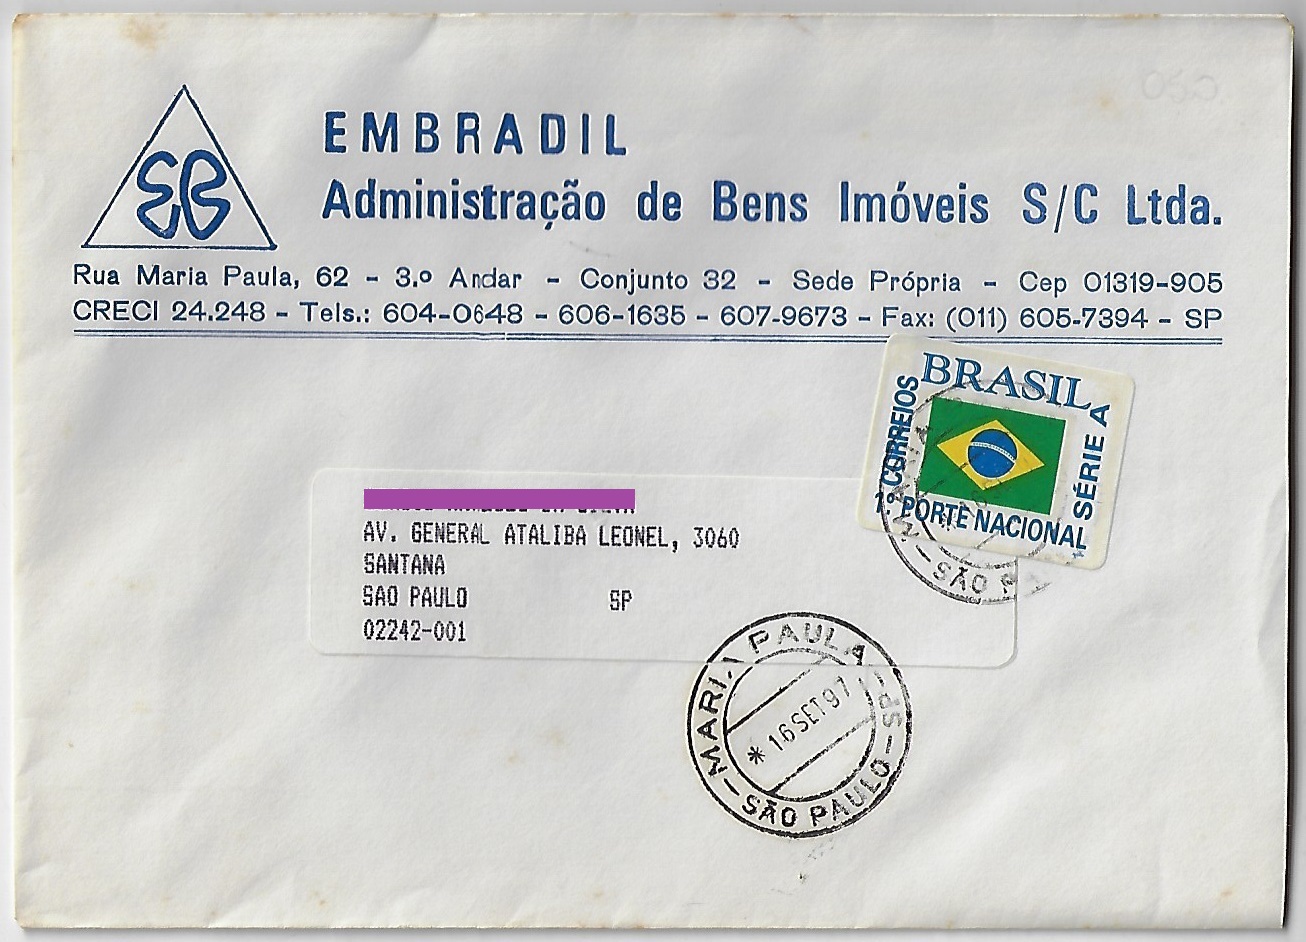 EB
EMBRADIL
Administração de Bens Imóveis S/C Ltda.
Rua Maria Paula, 62 - 3.º Andar - Conjunto 32 - Sede Própria - Cep 01319-905
CRECI 24.248 - Tels.: 604-0648 - 606-1635 - 607-9673 - Fax: (011) 605-7394 - SP
BRASIL
CORREIOS
SÉRIE A
1º PORTE NACIONAL
SÃO P
AV. GENERAL ATALIBA LEONEL, 3060
SANTANA
SAO PAULO SP
02242-001
MARIA PAULA - SP -
* 16 SET 97
SÃO PAULO